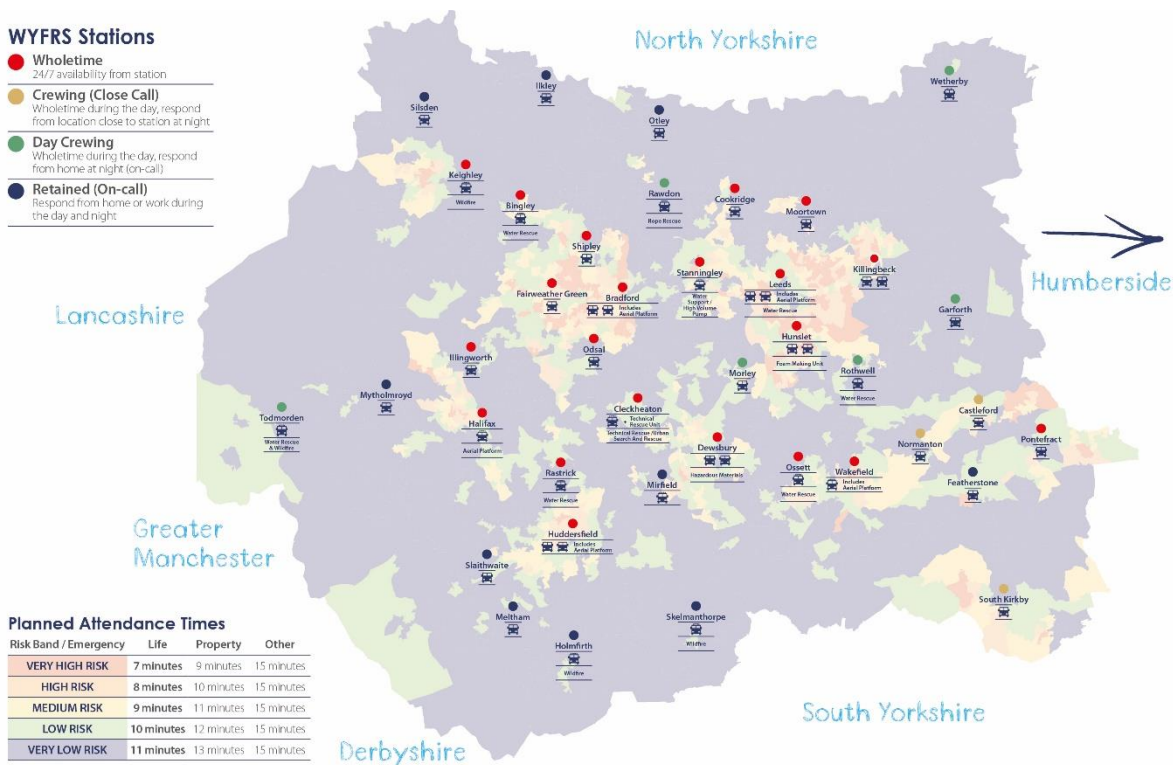 WYFRS Stations
Wholetime
24/7 availability from station
Crewing (Close Call)
Wholetime during the day, respond
from location close to station at night
Day Crewing
Wholetime during the day, respond
from home at night (on-call)
Retained (On-call)
Respond from home or work during
the day and night
North Yorkshire
Humberside
Lancashire
Greater
Manchester
Derbyshire
South Yorkshire
Silsden
Ilkley
Otley
Wetherby
Keighley
Wildfire
Bingley
Water Rescue
Shipley
Rawdon
Rope Rescue
Cookridge
Moortown
Fairweather Green
Bradford
Includes
Aerial Platform
Stanningley
Water
Support /
High Volume
Pump
Leeds
Includes
Aerial Platform
Water Rescue
Killingbeck
Garforth
Illingworth
Odsal
Hunslet
Foam Making Unit
Mytholmroyd
Morley
Rothwell
Water Rescue
Todmorden
Water Rescue
& Wildfire
Halifax
Aerial Platform
Cleckheaton
+ Technical
Rescue Unit
Technical Rescue/Urban
Search And Rescue
Dewsbury
Hazardous Materials
Castleford
Normanton
Pontefract
Rastrick
Water Rescue
Mirfield
Ossett
Water Rescue
Wakefield
Includes
Aerial Platform
Featherstone
Huddersfield
Includes
Aerial Platform
Slaithwaite
Meltham
Holmfirth
Wildfire
Skelmanthorpe
Wildfire
South Kirkby
Planned Attendance Times
Risk Band / Emergency Life Property Other
VERY HIGH RISK 7 minutes 9 minutes 15 minutes
HIGH RISK 8 minutes 10 minutes 15 minutes
MEDIUM RISK 9 minutes 11 minutes 15 minutes
LOW RISK 10 minutes 12 minutes 15 minutes
VERY LOW RISK 11 minutes 13 minutes 15 minutes